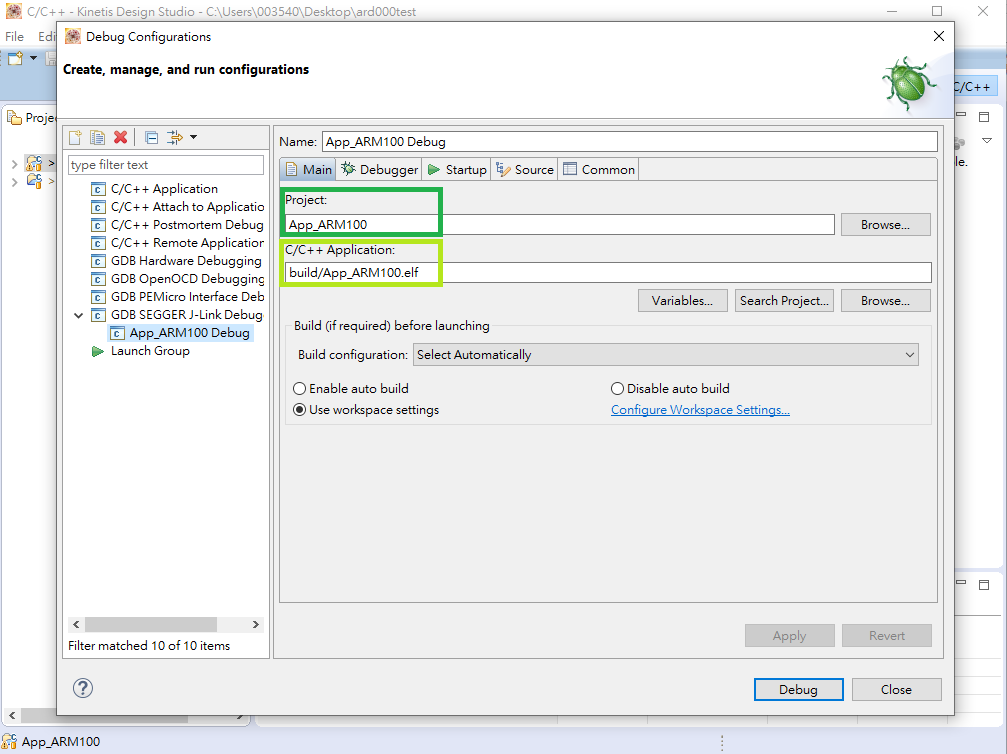 C/C++ - Kinetis Design Studio - C:\Users\003540\Desktop\ard000test
File Edi
Debug Configurations
Create, manage, and run configurations
C/C++
Projec
le.
type filter text
C/C++ Application
C/C++ Attach to Applicatio
C/C++ Postmortem Debug
C/C++ Remote Application
GDB Hardware Debugging
GDB OpenOCD Debugging
GDB PEMicro Interface Deb
GDB SEGGER J-Link Debug
App_ARM100 Debug
Launch Group
Filter matched 10 of 10 items
Name: App_ARM100 Debug
Main Debugger Startup Source Common
Project:
App_ARM100 Browse...
C/C++ Application:
build/App_ARM100.elf
Variables... Search Project... Browse...
Build (if required) before launching
Build configuration: Select Automatically
Enable auto build Disable auto build
Use workspace settings Configure Workspace Settings...
Apply Revert
Debug Close
App_ARM100